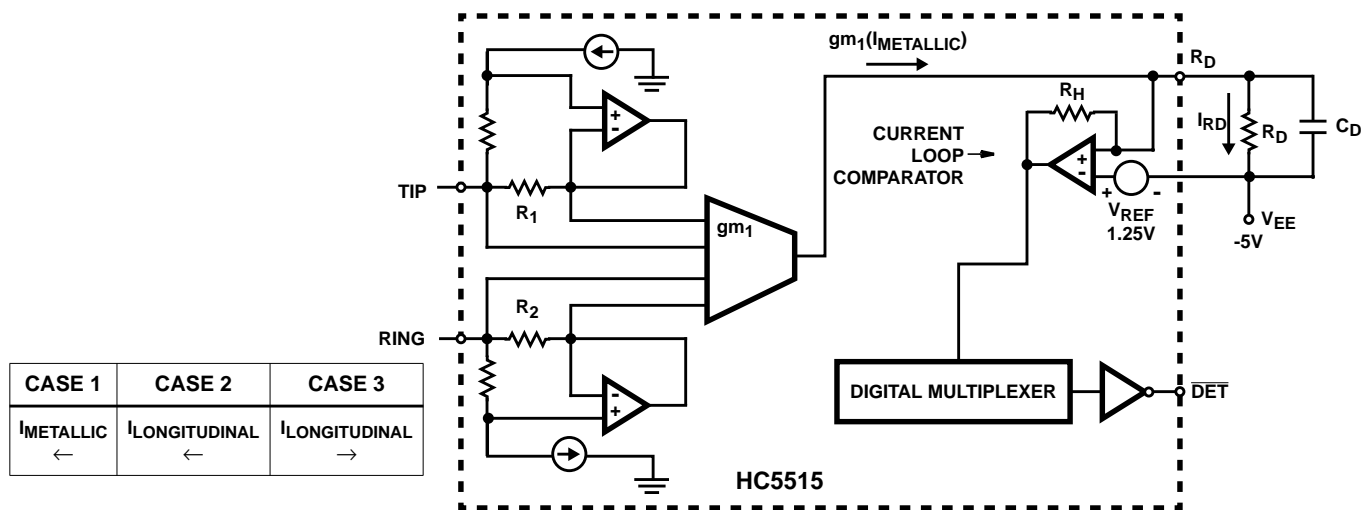 gm1(IMETALLIC)
RD
RH
+
-
CURRENT
LOOP
COMPARATOR
+
-
IRD
RD
CD
TIP
R1
+
-
VREF
1.25V
VEE
-5V
gm1
R2
RING
-
+
DIGITAL MULTIPLEXER
DET
CASE 1 CASE 2 CASE 3
IMETALLIC ILONGITUDINAL ILONGITUDINAL
← ← →
HC5515